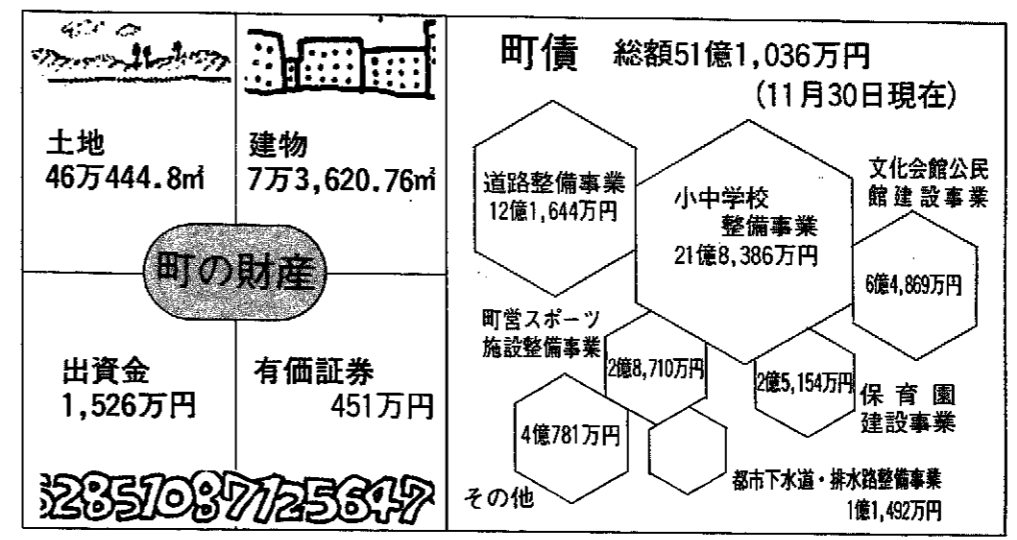 土地
46万444.8㎡
建物
7万3,620.76㎡
町の財産
出資金
1,526万円
有価証券
451万円
52851087125647
町債 総額51億1,036万円
(11月30日現在)
道路整備事業
12億1,644万円
小中学校
整備事業
21億8,386万円
文化会館公民
館建設事業
6億4,869万円
町営スポーツ
施設整備事業
2億8,710万円
2億5,154万円
保育園
建設事業
4億781万円
その他
都市下水道・排水路整備事業
1億1,492万円